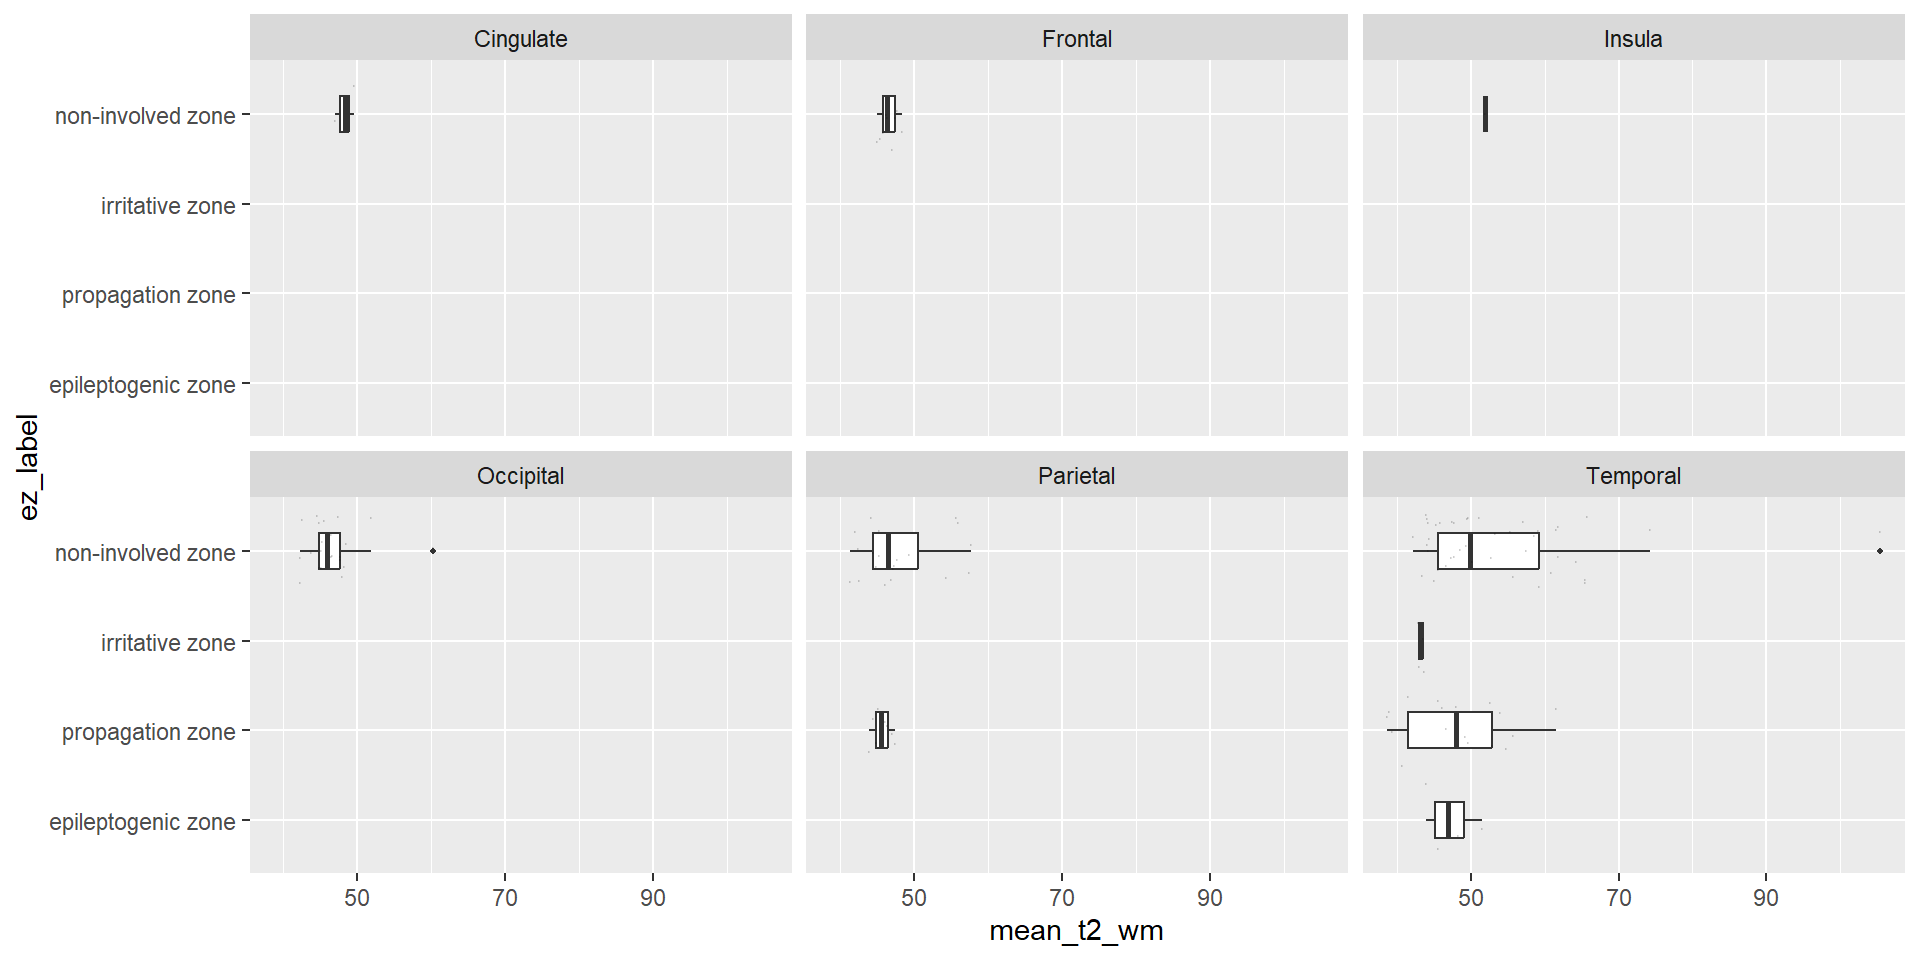 Cingulate
Frontal
Insula
non-involved zone
irritative zone
propagation zone
epileptogenic zone
ez_label
Occipital
Parietal
Temporal
non-involved zone
irritative zone
propagation zone
epileptogenic zone
50 70 90 50 70 90 50 70 90
mean_t2_wm